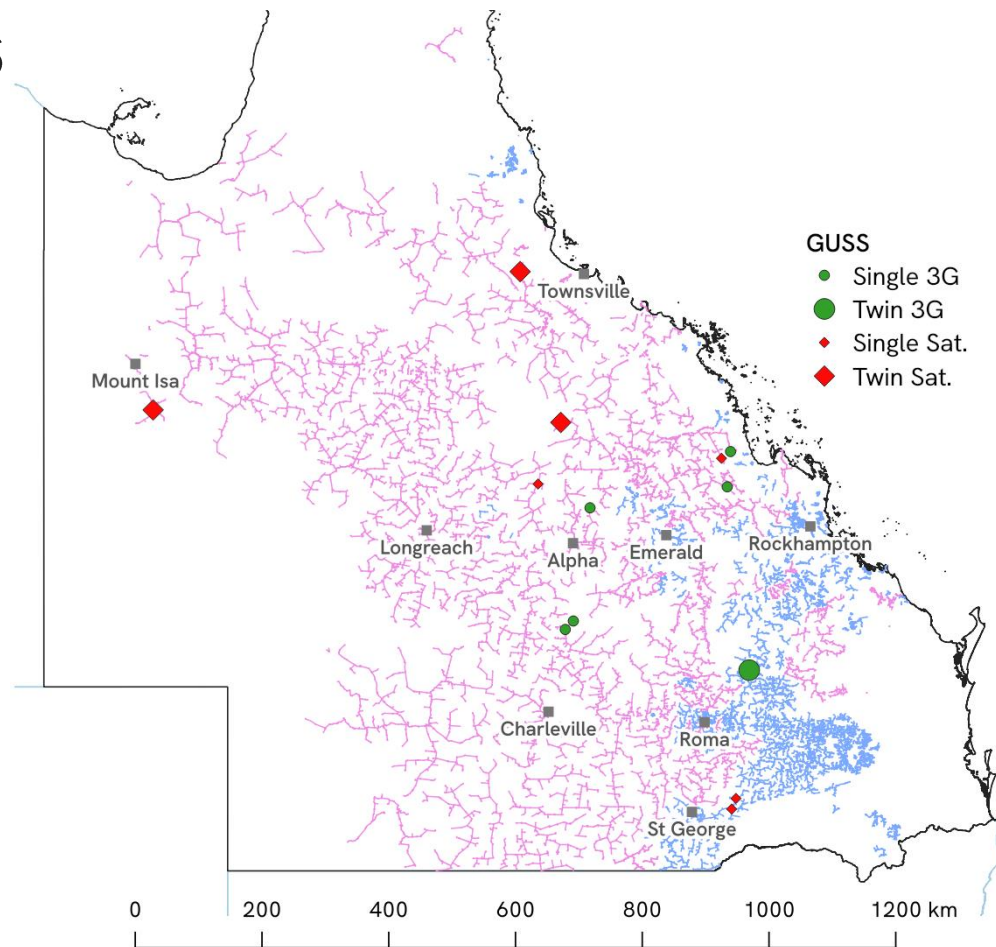 GUSS
Single 3G
Twin 3G
Single Sat.
Twin Sat.
Townsville
Mount Isa
Longreach
Alpha
Emerald
Rockhampton
Charleville
Roma
St George
0 200 400 600 800 1000 1200 km